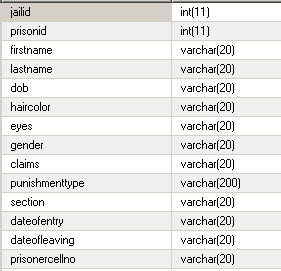 jailid int(11)
prisonid int(11)
firstname varchar(20)
lastname varchar(20)
dob varchar(20)
haircolor varchar(20)
eyes varchar(20)
gender varchar(20)
claims varchar(20)
punishmenttype varchar(200)
section varchar(20)
dateofentry varchar(20)
dateofleaving varchar(20)
prisonercellno varchar(20)